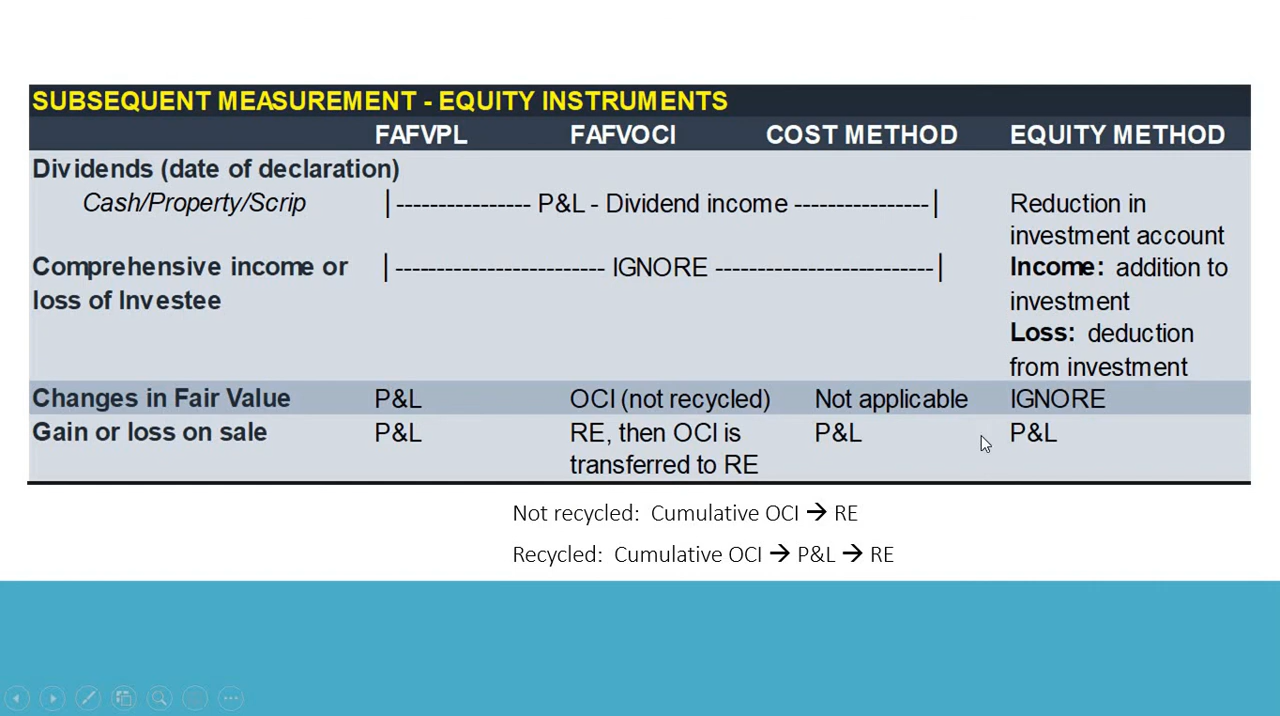 SUBSEQUENT MEASUREMENT - EQUITY INSTRUMENTS
FAFVPL FAFVOCI COST METHOD EQUITY METHOD
Dividends (date of declaration)
Cash/Property/Scrip |---------------- P&L - Dividend income ----------------| Reduction in
investment account
Comprehensive income or |------------------------- IGNORE --------------------------| Income: addition to
loss of Investee investment
Loss: deduction
from investment
Changes in Fair Value P&L OCI (not recycled) Not applicable IGNORE
Gain or loss on sale P&L RE, then OCI is P&L P&L
transferred to RE
Not recycled: Cumulative OCI → RE
Recycled: Cumulative OCI → P&L → RE